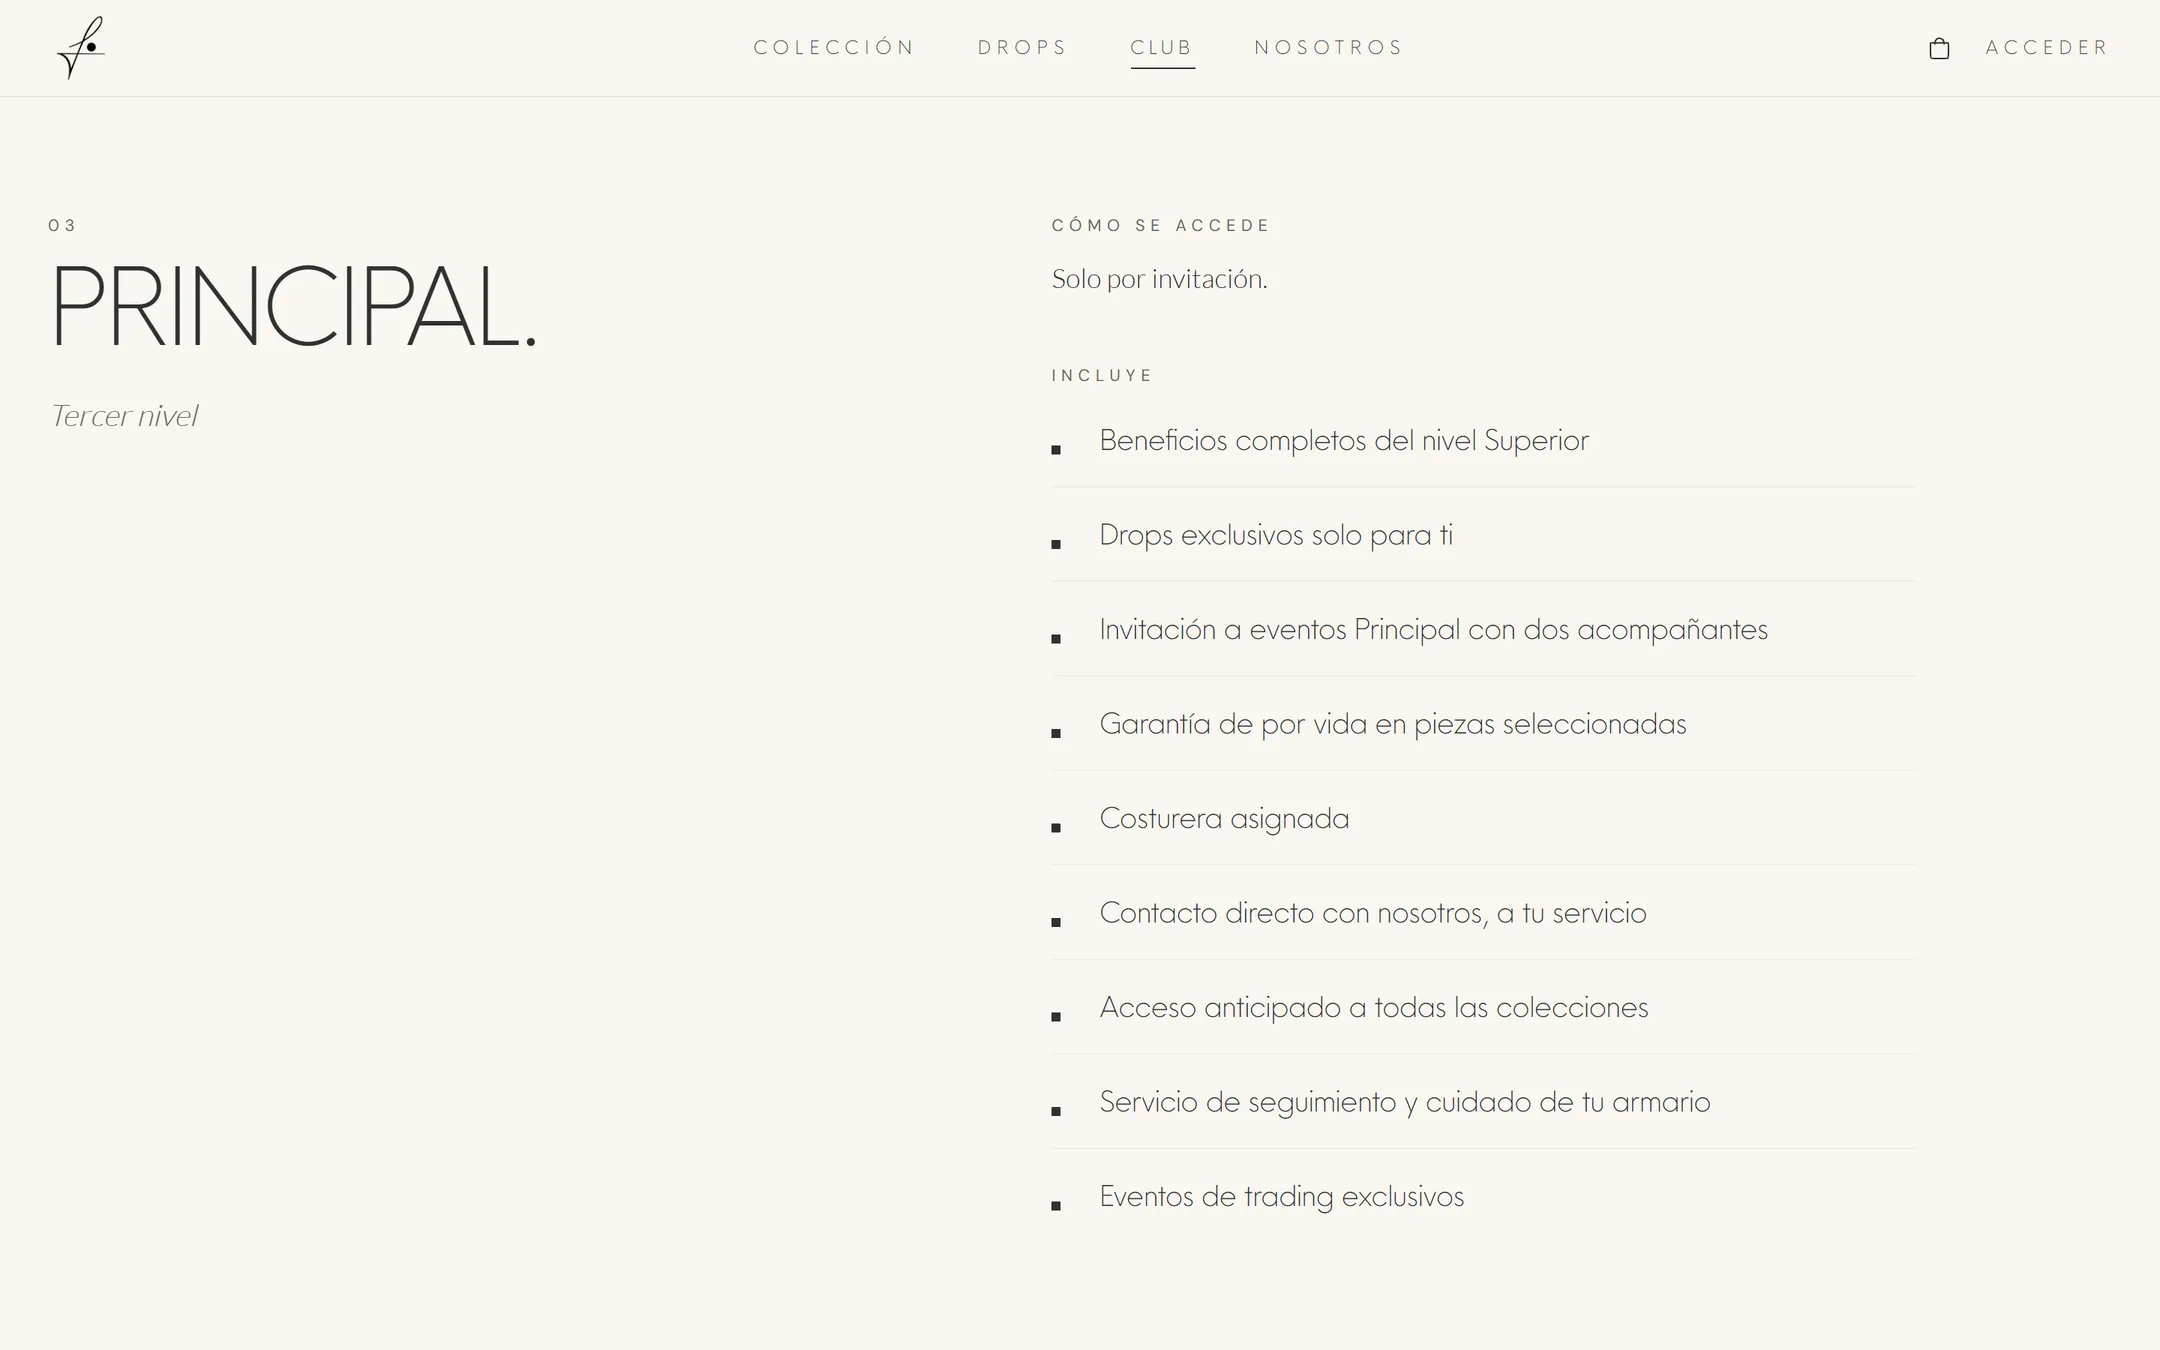 COLECCIÓN
DROPS
CLUB
NOSOTROS
ACCEDER
03
PRINCIPAL.
Tercer nivel
CÓMO SE ACCEDE
Solo por invitación.
INCLUYE
Beneficios completos del nivel Superior
Drops exclusivos solo para ti
Invitación a eventos Principal con dos acompañantes
Garantía de por vida en piezas seleccionadas
Costurera asignada
Contacto directo con nosotros, a tu servicio
Acceso anticipado a todas las colecciones
Servicio de seguimiento y cuidado de tu armario
Eventos de trading exclusivos